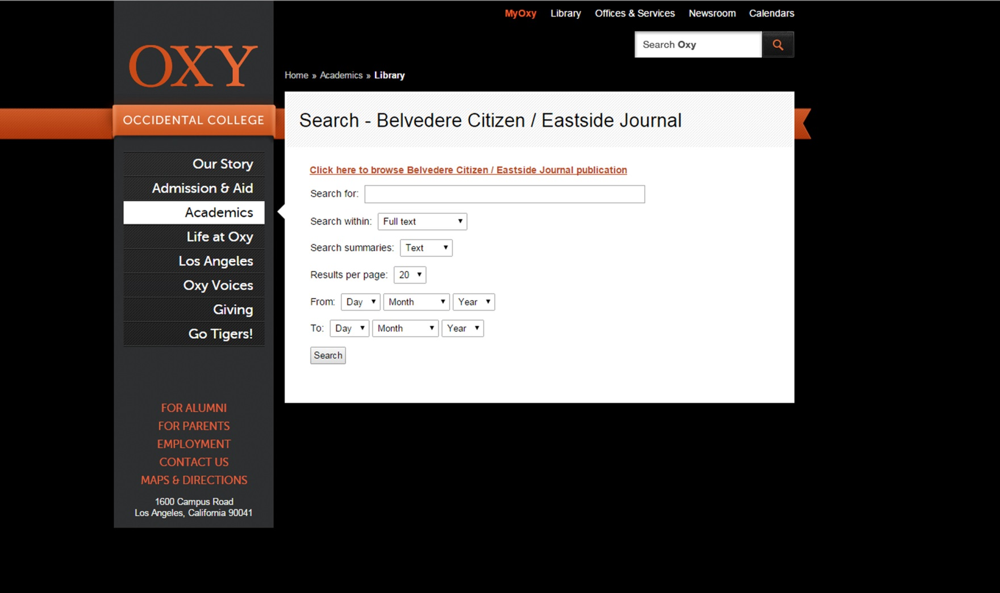 MyOxy Library Offices & Services Newsroom Calendars
Search Oxy
OXY
OCCIDENTAL COLLEGE
Our Story
Admission & Aid
Academics
Life at Oxy
Los Angeles
Oxy Voices
Giving
Go Tigers!
FOR ALUMNI
FOR PARENTS
EMPLOYMENT
CONTACT US
MAPS & DIRECTIONS
1600 Campus Road
Los Angeles, California 90041
Home » Academics » Library
Search - Belvedere Citizen / Eastside Journal
Click here to browse Belvedere Citizen / Eastside Journal publication
Search for:
Search within: Full text
Search summaries: Text
Results per page: 20
From: Day Month Year
To: Day Month Year
Search